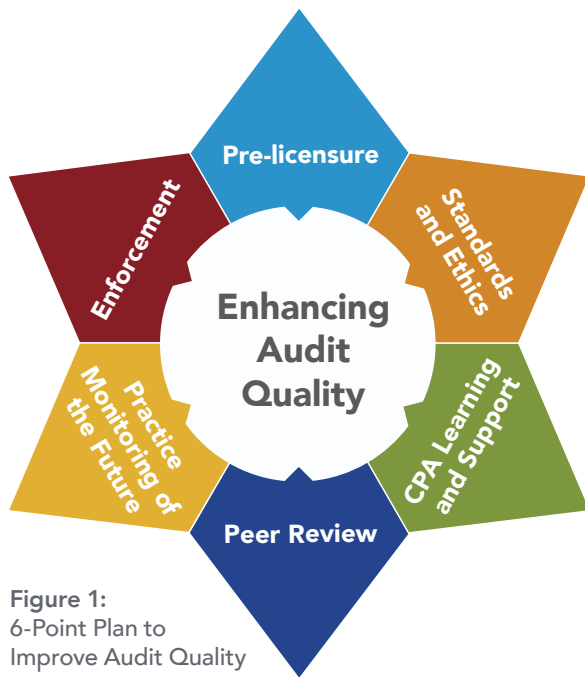 Pre-licensure
Standards
and Ethics
CPA Learning
and Support
Peer Review
Practice
Monitoring of
the Future
Enforcement
Enhancing
Audit
Quality
Figure 1:
6-Point Plan to
Improve Audit Quality